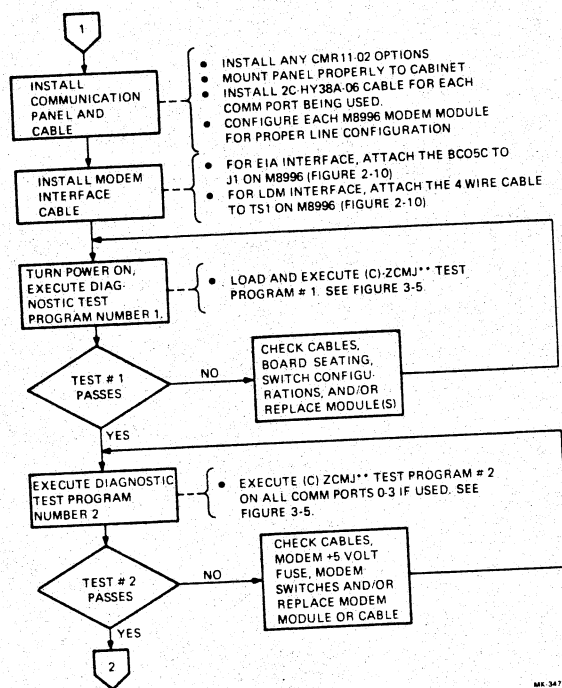 1
INSTALL
COMMUNICATION
PANEL AND
CABLE
• INSTALL ANY CMR11-02 OPTIONS
• MOUNT PANEL PROPERLY TO CABINET
• INSTALL 2C-HY38A-06 CABLE FOR EACH
COMM PORT BEING USED.
• CONFIGURE EACH M8996 MODEM MODULE
FOR PROPER LINE CONFIGURATION
INSTALL MODEM
INTERFACE
CABLE
• FOR EIA INTERFACE, ATTACH THE BC05C TO
J1 ON M8996 (FIGURE 2-10)
• FOR LDM INTERFACE, ATTACH THE 4 WIRE CABLE
TO TS1 ON M8996 (FIGURE 2-10)
TURN POWER ON,
EXECUTE DIAG-
NOSTIC TEST
PROGRAM NUMBER 1.
• LOAD AND EXECUTE (C)-ZCMJ** TEST
PROGRAM # 1. SEE FIGURE 3-5.
TEST # 1
PASSES
NO
CHECK CABLES,
BOARD SEATING,
SWITCH CONFIGU-
RATIONS, AND/OR
REPLACE MODULE(S)
YES
EXECUTE DIAGNOSTIC
TEST PROGRAM
NUMBER 2
• EXECUTE (C) ZCMJ** TEST PROGRAM # 2
ON ALL COMM PORTS 0-3 IF USED. SEE
FIGURE 3-5.
TEST # 2
PASSES
NO
CHECK CABLES,
MODEM +5 VOLT
FUSE, MODEM
SWITCHES AND/OR
REPLACE MODEM
MODULE OR CABLE
YES
2